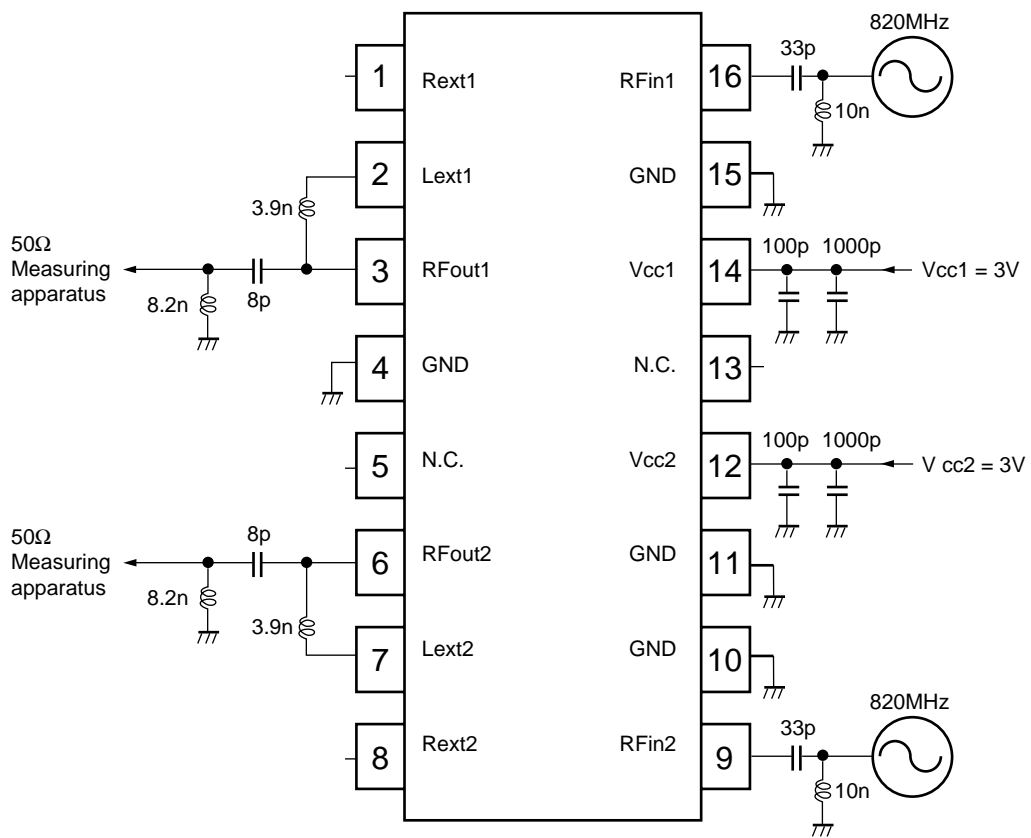 820MHz
33p
1
Rext1
RFin1
16
10n
2
Lext1
GND
15
3.9n
50Ω
Measuring
apparatus
8p
8.2n
3
RFout1
Vcc1
14
100p
1000p
Vcc1 = 3V
4
GND
N.C.
13
5
N.C.
Vcc2
12
100p
1000p
V cc2 = 3V
50Ω
Measuring
apparatus
8p
8.2n
6
RFout2
GND
11
3.9n
7
Lext2
GND
10
820MHz
33p
8
Rext2
RFin2
9
10n